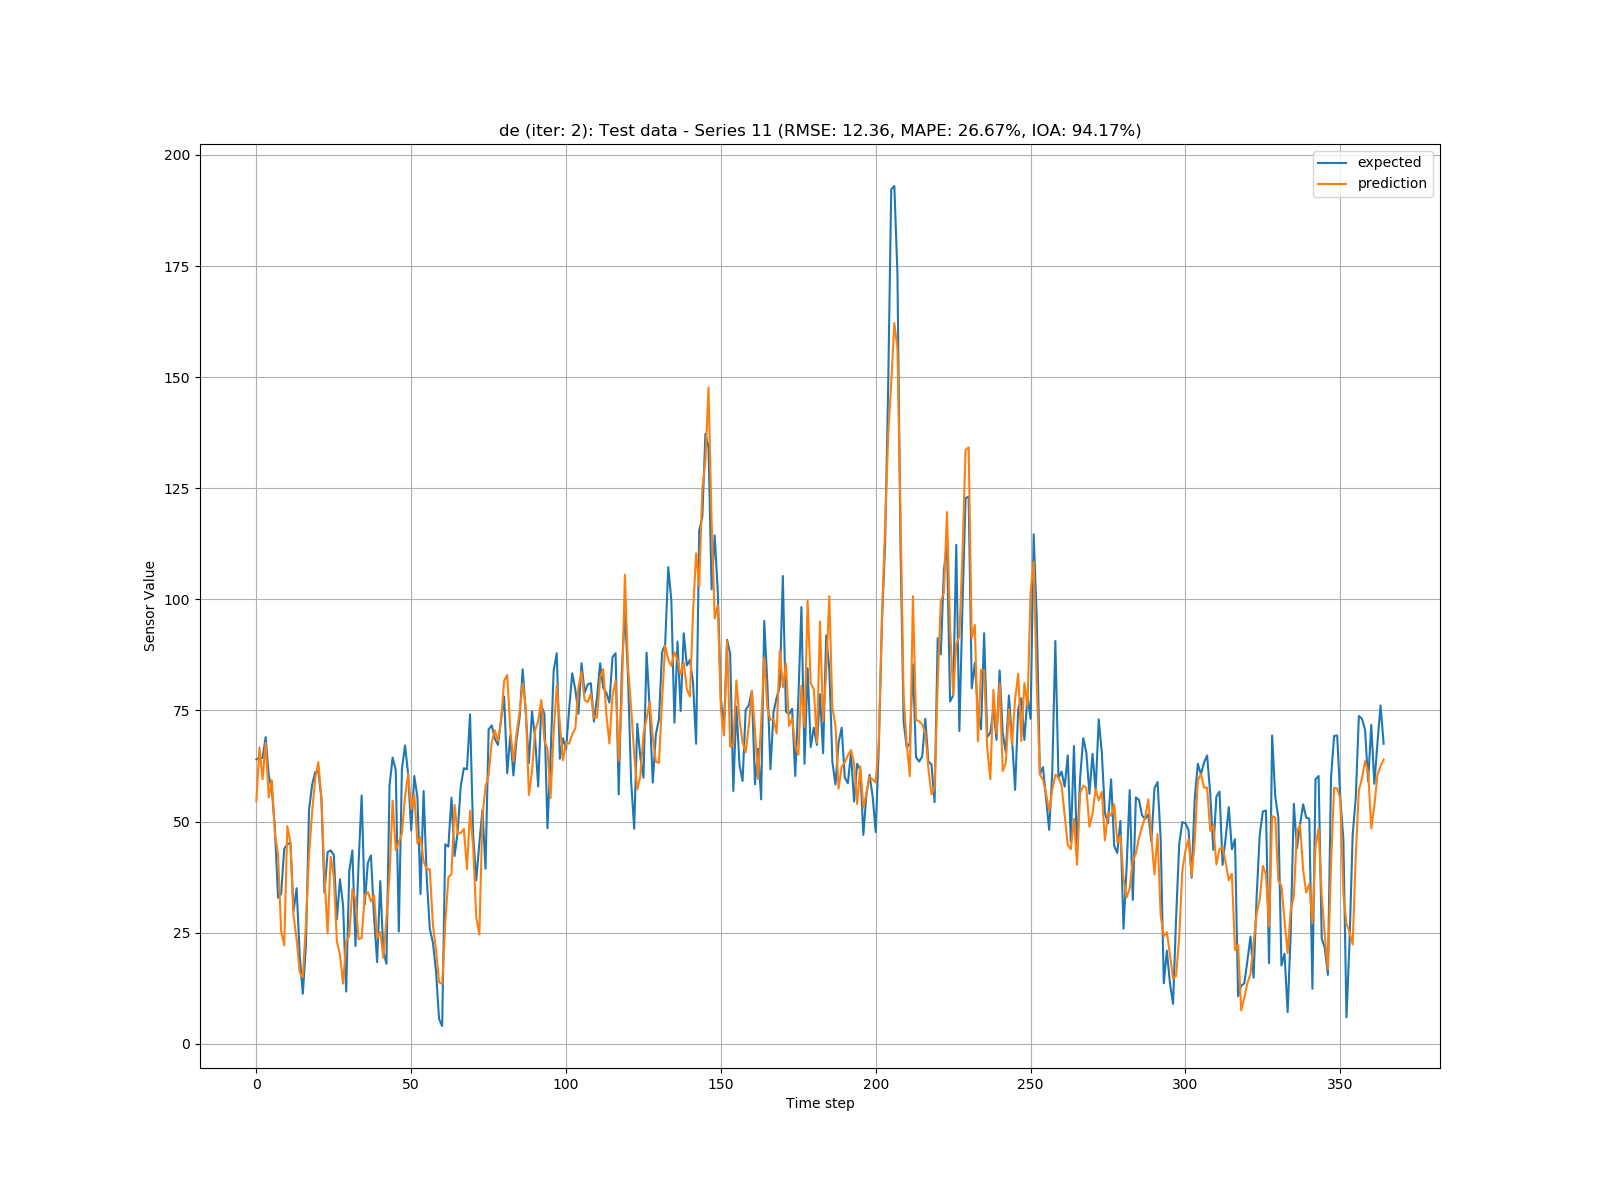 de (iter: 2): Test data - Series 11 (RMSE: 12.36, MAPE: 26.67%, IOA: 94.17%)
expected
prediction
200
175
150
125
100
75
50
25
0
Sensor Value
0 50 100 150 200 250 300 350
Time step